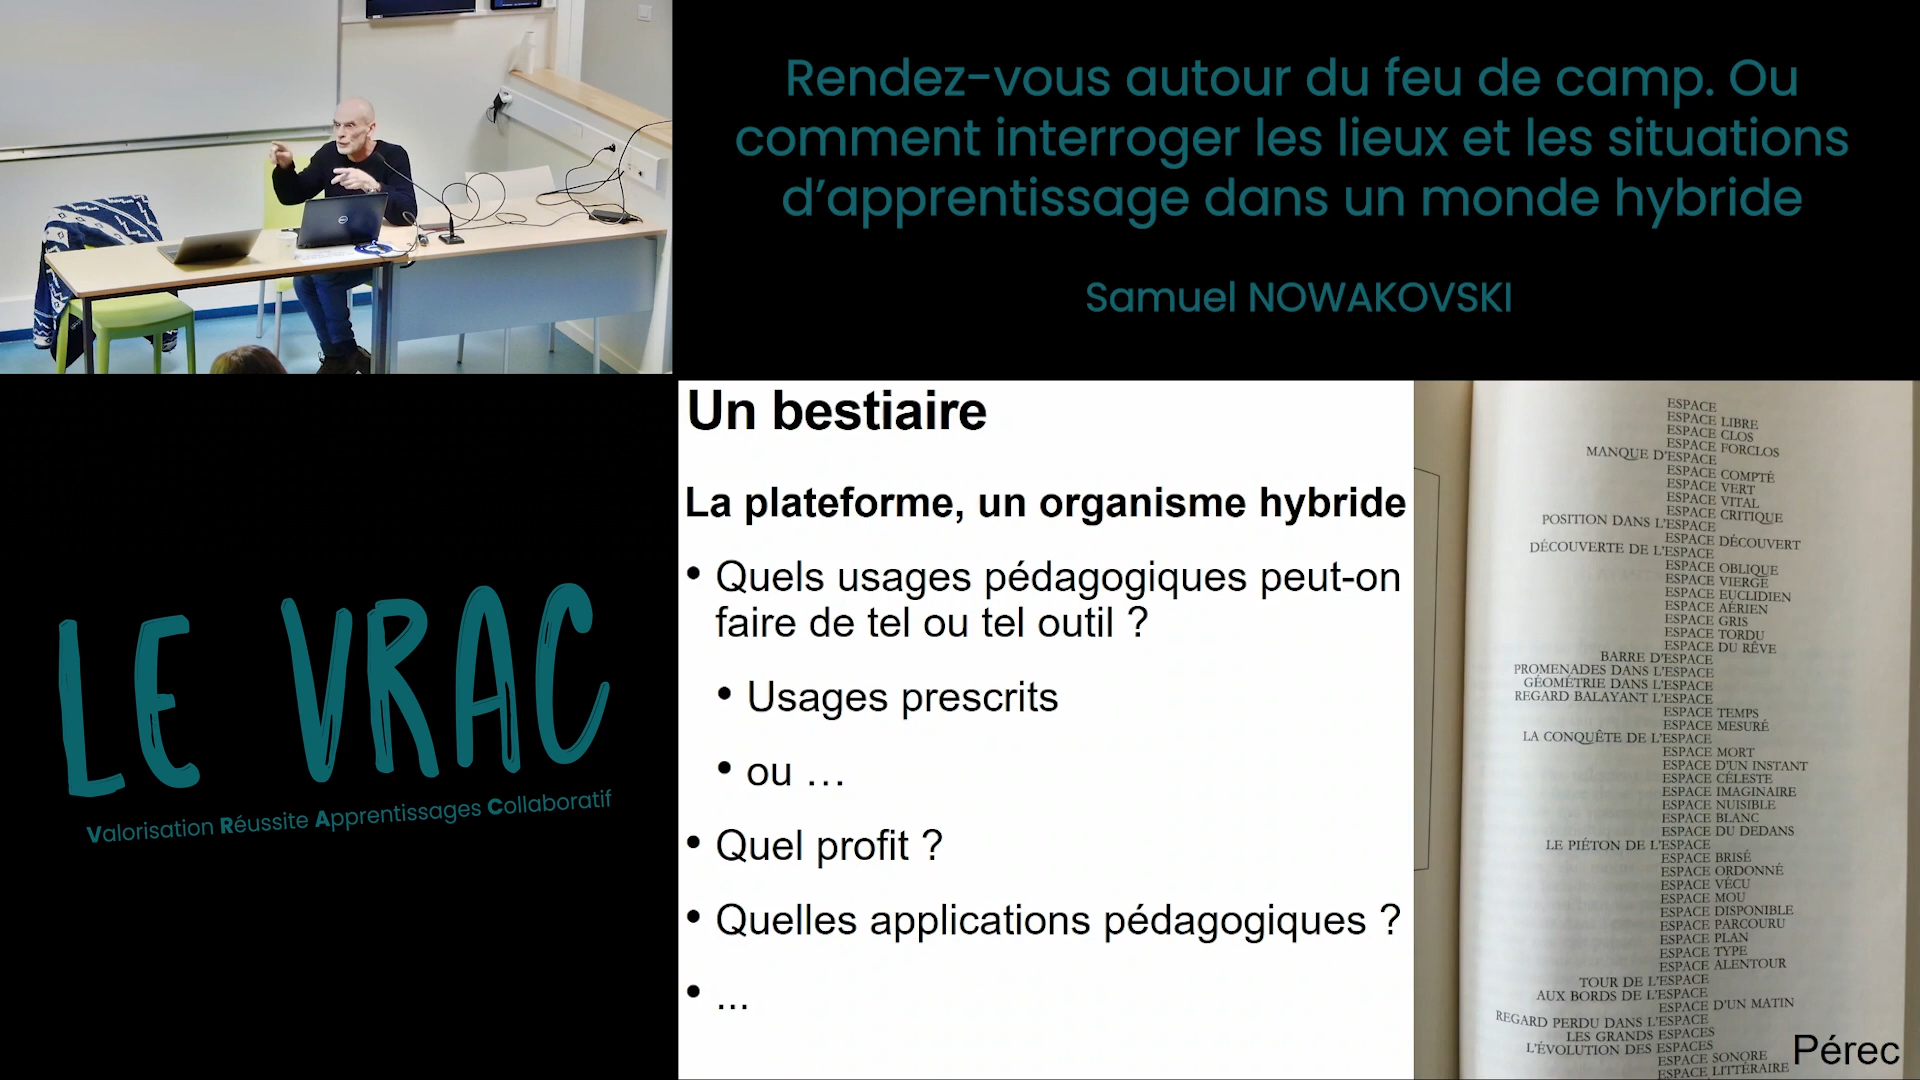 Rendez-vous autour du feu de camp. Ou
comment interroger les lieux et les situations
d’apprentissage dans un monde hybride
Samuel NOWAKOVSKI
LE VRAC
Valorisation Réussite Apprentissages Collaboratif
Un bestiaire
La plateforme, un organisme hybride
• Quels usages pédagogiques peut-on
faire de tel ou tel outil ?
• Usages prescrits
• ou …
• Quel profit ?
• Quelles applications pédagogiques ?
• ...
ESPACE
ESPACE LIBRE
ESPACE CLOS
ESPACE FORCLOS
MANQUE D'ESPACE
ESPACE COMPTÉ
ESPACE VERT
ESPACE VITAL
ESPACE CRITIQUE
POSITION DANS L'ESPACE
ESPACE DÉCOUVERT
DÉCOUVERTE DE L'ESPACE
ESPACE OBLIQUE
ESPACE VIERGE
ESPACE EUCLIDIEN
ESPACE AÉRIEN
ESPACE GRIS
ESPACE TORDU
ESPACE DU RÊVE
BARRE D'ESPACE
PROMENADES DANS L'ESPACE
GÉOMÉTRIE DANS L'ESPACE
REGARD BALAYANT L'ESPACE
ESPACE TEMPS
ESPACE MESURÉ
LA CONQUÊTE DE L'ESPACE
ESPACE MORT
ESPACE D'UN INSTANT
ESPACE CÉLESTE
ESPACE IMAGINAIRE
ESPACE NUISIBLE
ESPACE BLANC
ESPACE DU DEDANS
LE PIÉTON DE L'ESPACE
ESPACE BRISÉ
ESPACE ORDONNÉ
ESPACE VÉCU
ESPACE MOU
ESPACE DISPONIBLE
ESPACE PARCOURU
ESPACE PLAN
ESPACE TYPE
ESPACE ALENTOUR
TOUR DE L'ESPACE
AUX BORDS DE L'ESPACE
ESPACE D'UN MATIN
REGARD PERDU DANS L'ESPACE
LES GRANDS ESPACES
L'ÉVOLUTION DES ESPACES
ESPACE SONORE
ESPACE LITTÉRAIRE
Pérec